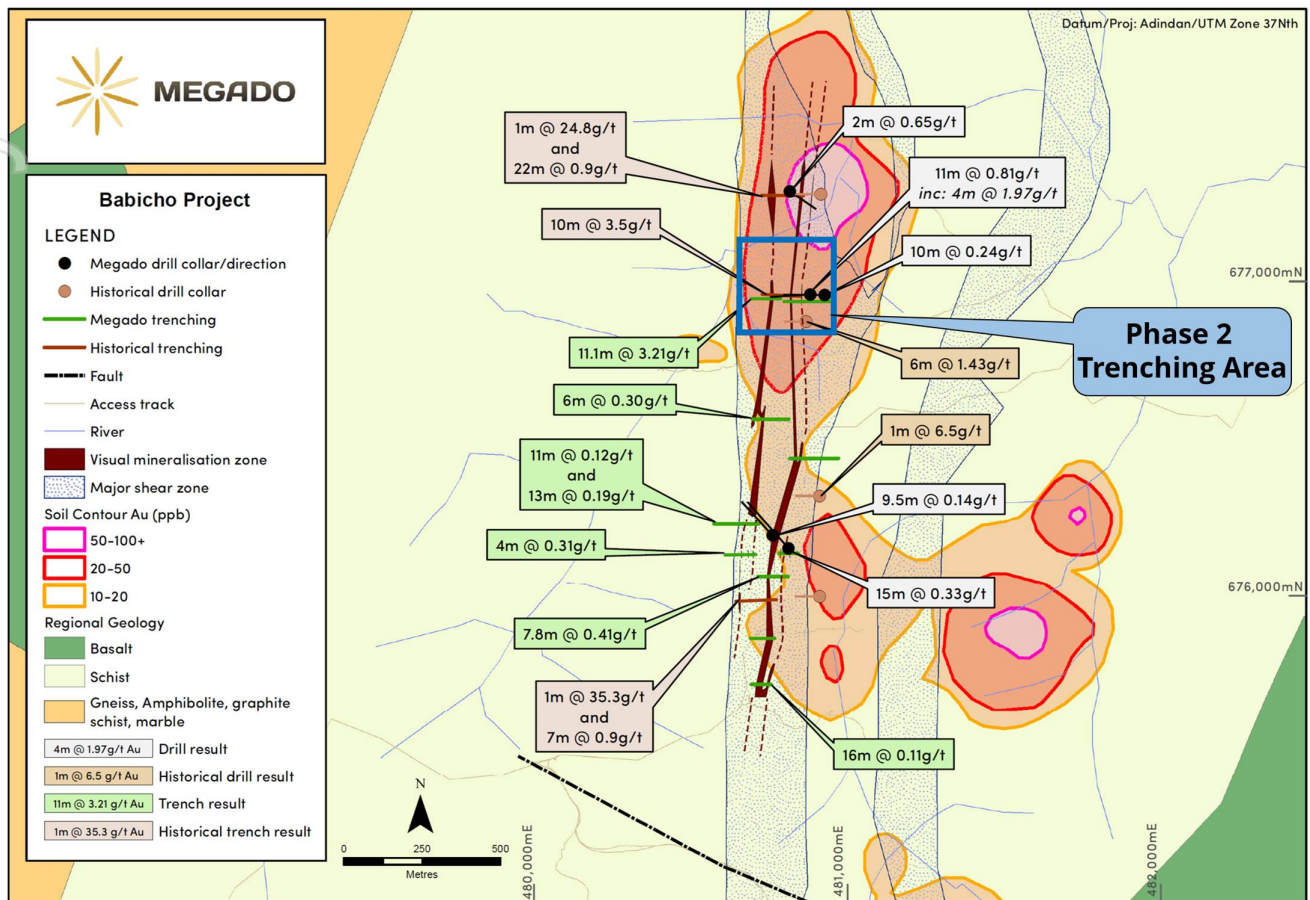 MEGADO
Babicho Project
LEGEND
Megado drill collar/direction
Historical drill collar
Megado trenching
Historical trenching
Fault
Access track
River
Visual mineralisation zone
Major shear zone
Soil Contour Au (ppb)
50-100+
20-50
10-20
Regional Geology
Basalt
Schist
Gneiss, Amphibolite, graphite
schist, marble
4m @ 1.97g/t Au Drill result
1m @ 6.5 g/t Au Historical drill result
11m @ 3.21 g/t Au Trench result
1m @ 35.3 g/t Au Historical trench result
Datum/Proj: Adindan/UTM Zone 37Nth
1m @ 24.8g/t
and
22m @ 0.9g/t
2m @ 0.65g/t
11m @ 0.81g/t
inc: 4m @ 1.97g/t
10m @ 3.5g/t
10m @ 0.24g/t
677,000mN
Phase 2
Trenching Area
11.1m @ 3.21g/t
6m @ 1.43g/t
6m @ 0.30g/t
1m @ 6.5g/t
11m @ 0.12g/t
and
13m @ 0.19g/t
9.5m @ 0.14g/t
4m @ 0.31g/t
15m @ 0.33g/t
676,000mN
7.8m @ 0.41g/t
1m @ 35.3g/t
and
7m @ 0.9g/t
16m @ 0.11g/t
N
0 250 500
Metres
480,000mE
481,000mE
482,000mE